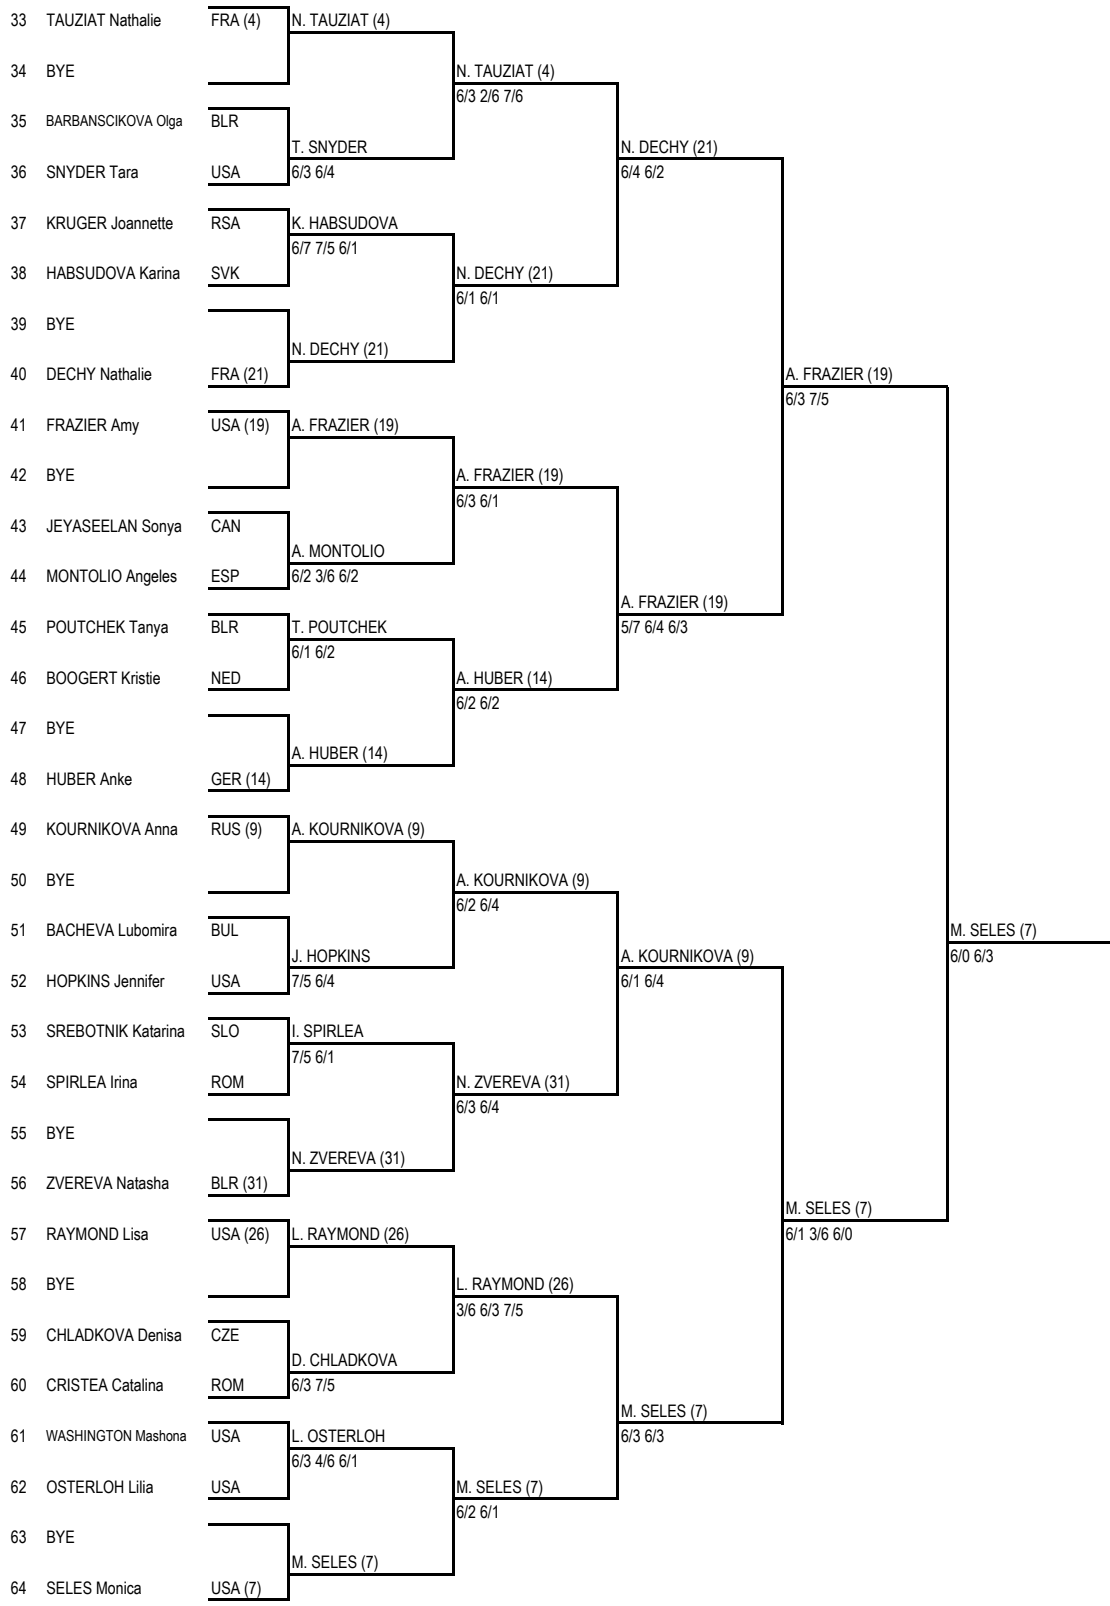 33 TAUZIAT Nathalie FRA (4) N. TAUZIAT (4)
34 BYE N. TAUZIAT (4)
6/3 2/6 7/6
35 BARBANSCIKOVA Olga BLR
T. SNYDER N. DECHY (21)
36 SNYDER Tara USA 6/3 6/4 6/4 6/2
37 KRUGER Joannette RSA K. HABSUDOVA
6/7 7/5 6/1
38 HABSUDOVA Karina SVK N. DECHY (21)
6/1 6/1
39 BYE
N. DECHY (21)
40 DECHY Nathalie FRA (21) A. FRAZIER (19)
6/3 7/5
41 FRAZIER Amy USA (19) A. FRAZIER (19)
42 BYE A. FRAZIER (19)
6/3 6/1
43 JEYASEELAN Sonya CAN
A. MONTOLIO
44 MONTOLIO Angeles ESP 6/2 3/6 6/2
A. FRAZIER (19)
45 POUTCHEK Tanya BLR T. POUTCHEK 5/7 6/4 6/3
6/1 6/2
46 BOOGERT Kristie NED A. HUBER (14)
6/2 6/2
47 BYE
A. HUBER (14)
48 HUBER Anke GER (14)
49 KOURNIKOVA Anna RUS (9) A. KOURNIKOVA (9)
50 BYE A. KOURNIKOVA (9)
6/2 6/4
51 BACHEVA Lubomira BUL M. SELES (7)
J. HOPKINS A. KOURNIKOVA (9) 6/0 6/3
52 HOPKINS Jennifer USA 7/5 6/4 6/1 6/4
53 SREBOTNIK Katarina SLO I. SPIRLEA
7/5 6/1
54 SPIRLEA Irina ROM N. ZVEREVA (31)
6/3 6/4
55 BYE
N. ZVEREVA (31)
56 ZVEREVA Natasha BLR (31)
M. SELES (7)
57 RAYMOND Lisa USA (26) L. RAYMOND (26) 6/1 3/6 6/0
58 BYE L. RAYMOND (26)
3/6 6/3 7/5
59 CHLADKOVA Denisa CZE
D. CHLADKOVA
60 CRISTEA Catalina ROM 6/3 7/5
M. SELES (7)
61 WASHINGTON Mashona USA L. OSTERLOH 6/3 6/3
6/3 4/6 6/1
62 OSTERLOH Lilia USA M. SELES (7)
6/2 6/1
63 BYE
M. SELES (7)
64 SELES Monica USA (7)